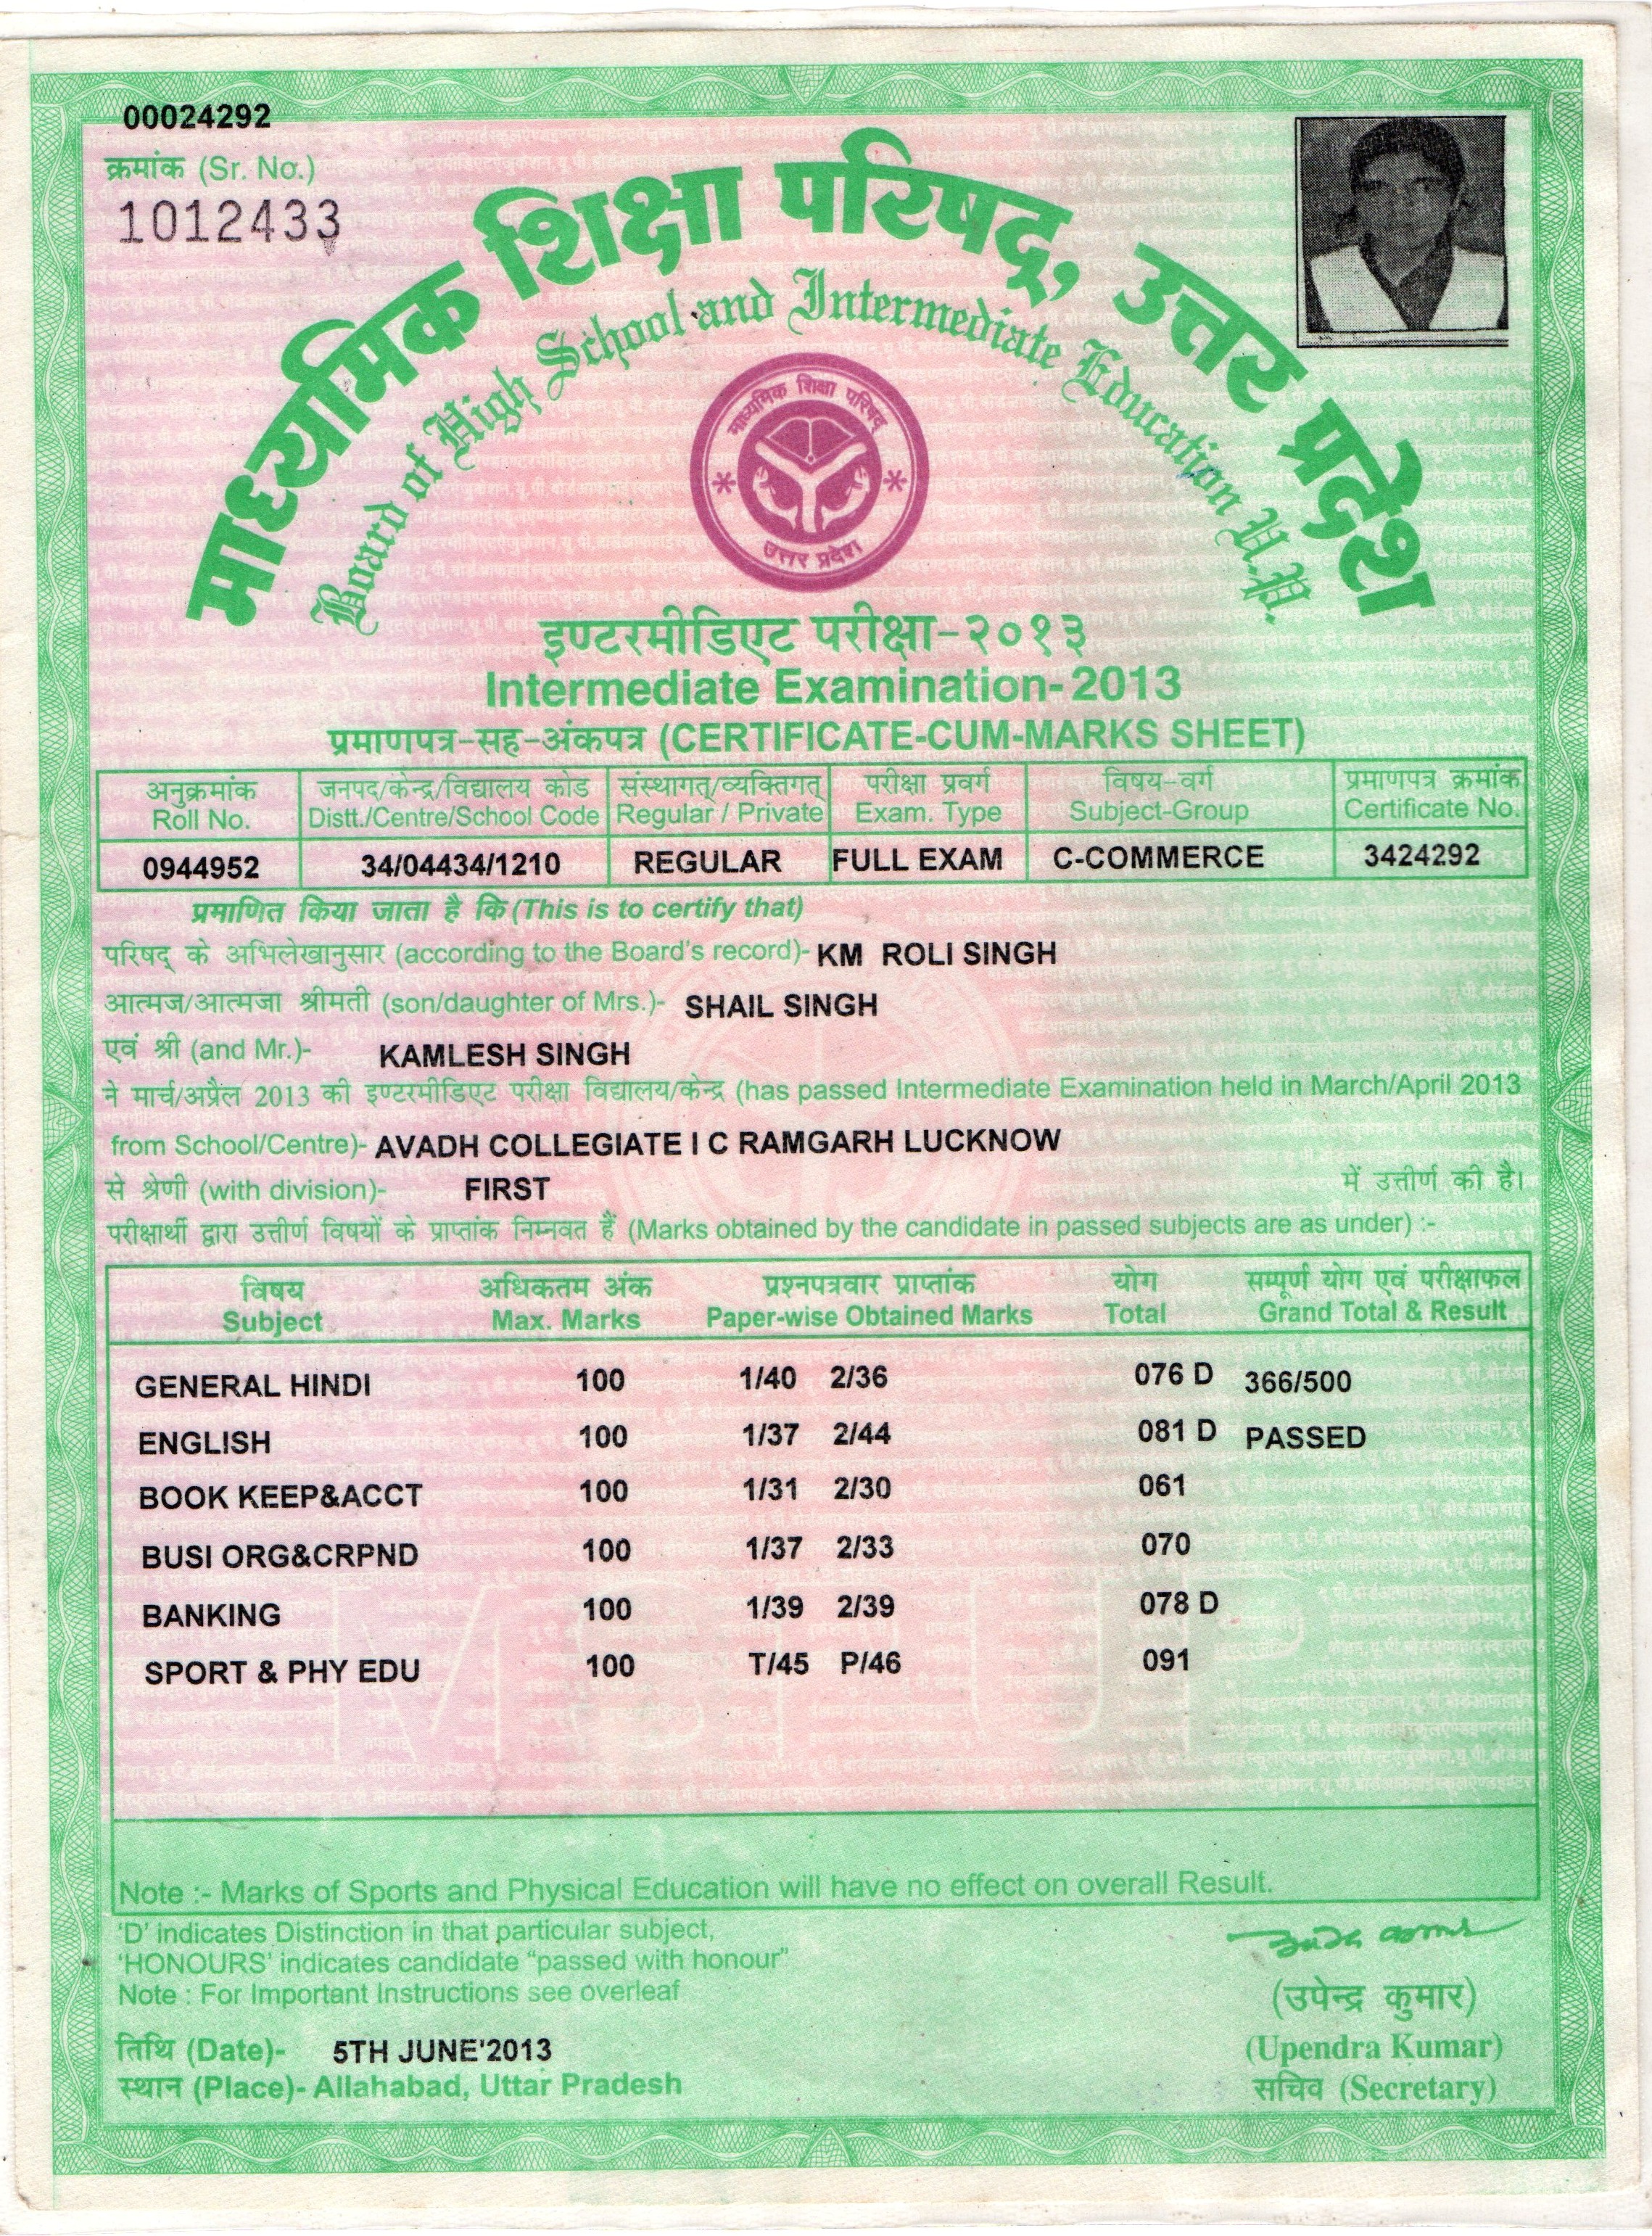 00024292
क्रमांक (Sr. No.)
1012433
माध्यमिक शिक्षा परिषद्, उत्तर प्रदेश
Board of High School and Intermediate Education U.P.
माध्यमिक शिक्षा परिषद्
उत्तर प्रदेश
इण्टरमीडिएट परीक्षा-२०१३
Intermediate Examination-2013
प्रमाणपत्र-सह-अंकपत्र (CERTIFICATE-CUM-MARKS SHEET)
अनुक्रमांक जनपद/केन्द्र/विद्यालय कोड संस्थागत/व्यक्तिगत परीक्षा प्रवर्ग विषय-वर्ग प्रमाणपत्र क्रमांक
Roll No. Distt./Centre/School Code Regular / Private Exam. Type Subject-Group Certificate No.
0944952 34/04434/1210 REGULAR FULL EXAM C-COMMERCE 3424292
प्रमाणित किया जाता है कि (This is to certify that)
परिषद् के अभिलेखानुसार (according to the Board's record)- KM ROLI SINGH
आत्मज/आत्मजा श्रीमती (son/daughter of Mrs.)- SHAIL SINGH
एवं श्री (and Mr.)- KAMLESH SINGH
ने मार्च/अप्रैल 2013 की इण्टरमीडिएट परीक्षा विद्यालय/केन्द्र (has passed Intermediate Examination held in March/April 2013
from School/Centre)- AVADH COLLEGIATE I C RAMGARH LUCKNOW
से श्रेणी (with division)- FIRST में उत्तीर्ण की है।
परीक्षार्थी द्वारा उत्तीर्ण विषयों के प्राप्तांक निम्नवत हैं (Marks obtained by the candidate in passed subjects are as under) :-
विषय अधिकतम अंक प्रश्नपत्रवार प्राप्तांक योग सम्पूर्ण योग एवं परीक्षाफल
Subject Max. Marks Paper-wise Obtained Marks Total Grand Total & Result
GENERAL HINDI 100 1/40 2/36 076 D 366/500
ENGLISH 100 1/37 2/44 081 D PASSED
BOOK KEEP&ACCT 100 1/31 2/30 061
BUSI ORG&CRPND 100 1/37 2/33 070
BANKING 100 1/39 2/39 078 D
SPORT & PHY EDU 100 T/45 P/46 091
Note :- Marks of Sports and Physical Education will have no effect on overall Result.
'D' indicates Distinction in that particular subject,
'HONOURS' indicates candidate "passed with honour"
Note : For Important Instructions see overleaf
(उपेन्द्र कुमार)
(Upendra Kumar)
सचिव (Secretary)
तिथि (Date)- 5TH JUNE'2013
स्थान (Place)- Allahabad, Uttar Pradesh